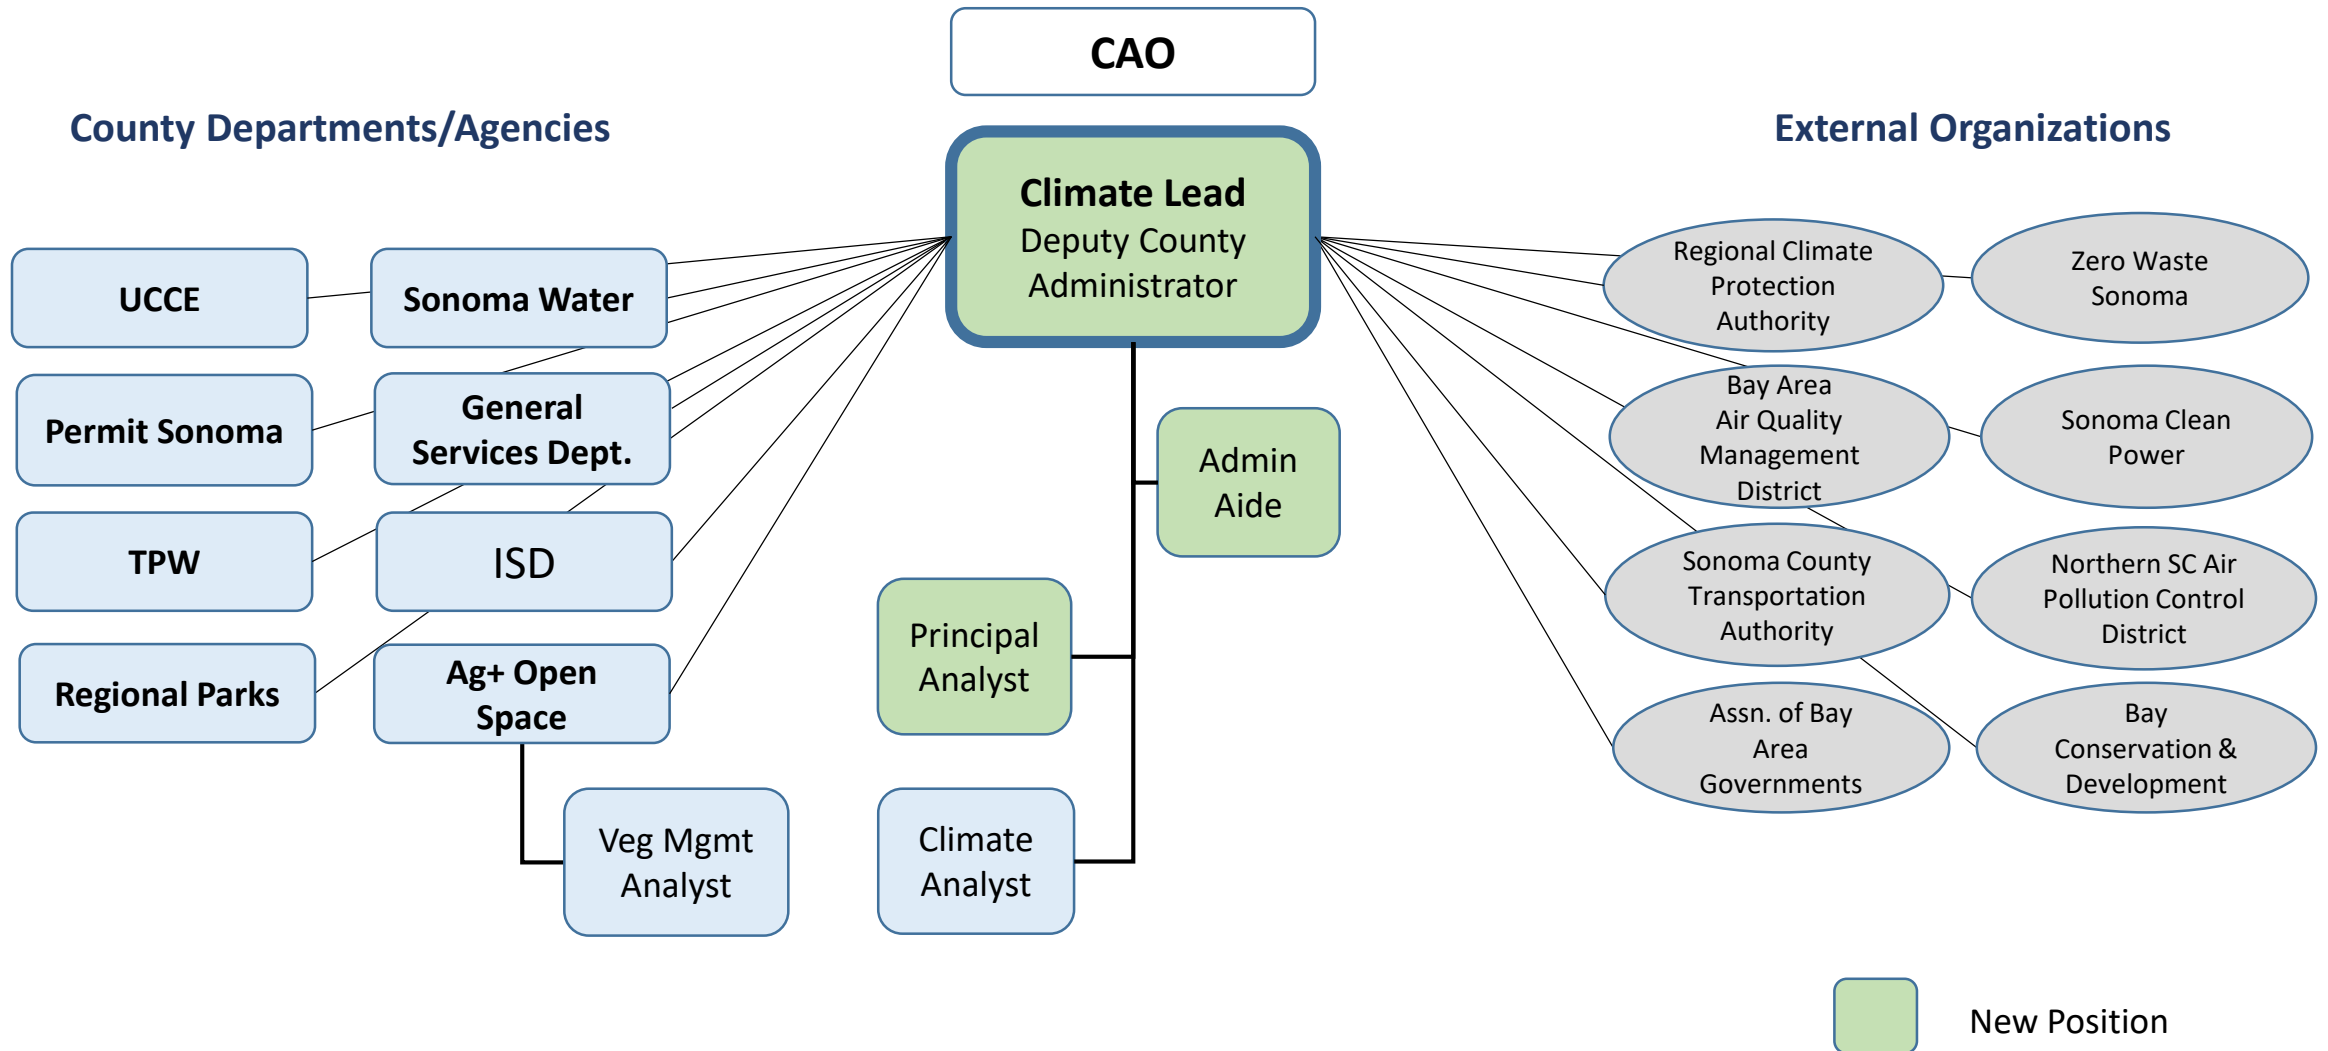 CAO
County Departments/Agencies
External Organizations
Climate Lead
Deputy County
Administrator
UCCE
Sonoma Water
Permit Sonoma
General
Services Dept.
TPW
ISD
Regional Parks
Ag+ Open
Space
Veg Mgmt
Analyst
Admin
Aide
Principal
Analyst
Climate
Analyst
Regional Climate
Protection
Authority
Zero Waste
Sonoma
Bay Area
Air Quality
Management
District
Sonoma Clean
Power
Sonoma County
Transportation
Authority
Northern SC Air
Pollution Control
District
Assn. of Bay
Area
Governments
Bay
Conservation &
Development
New Position